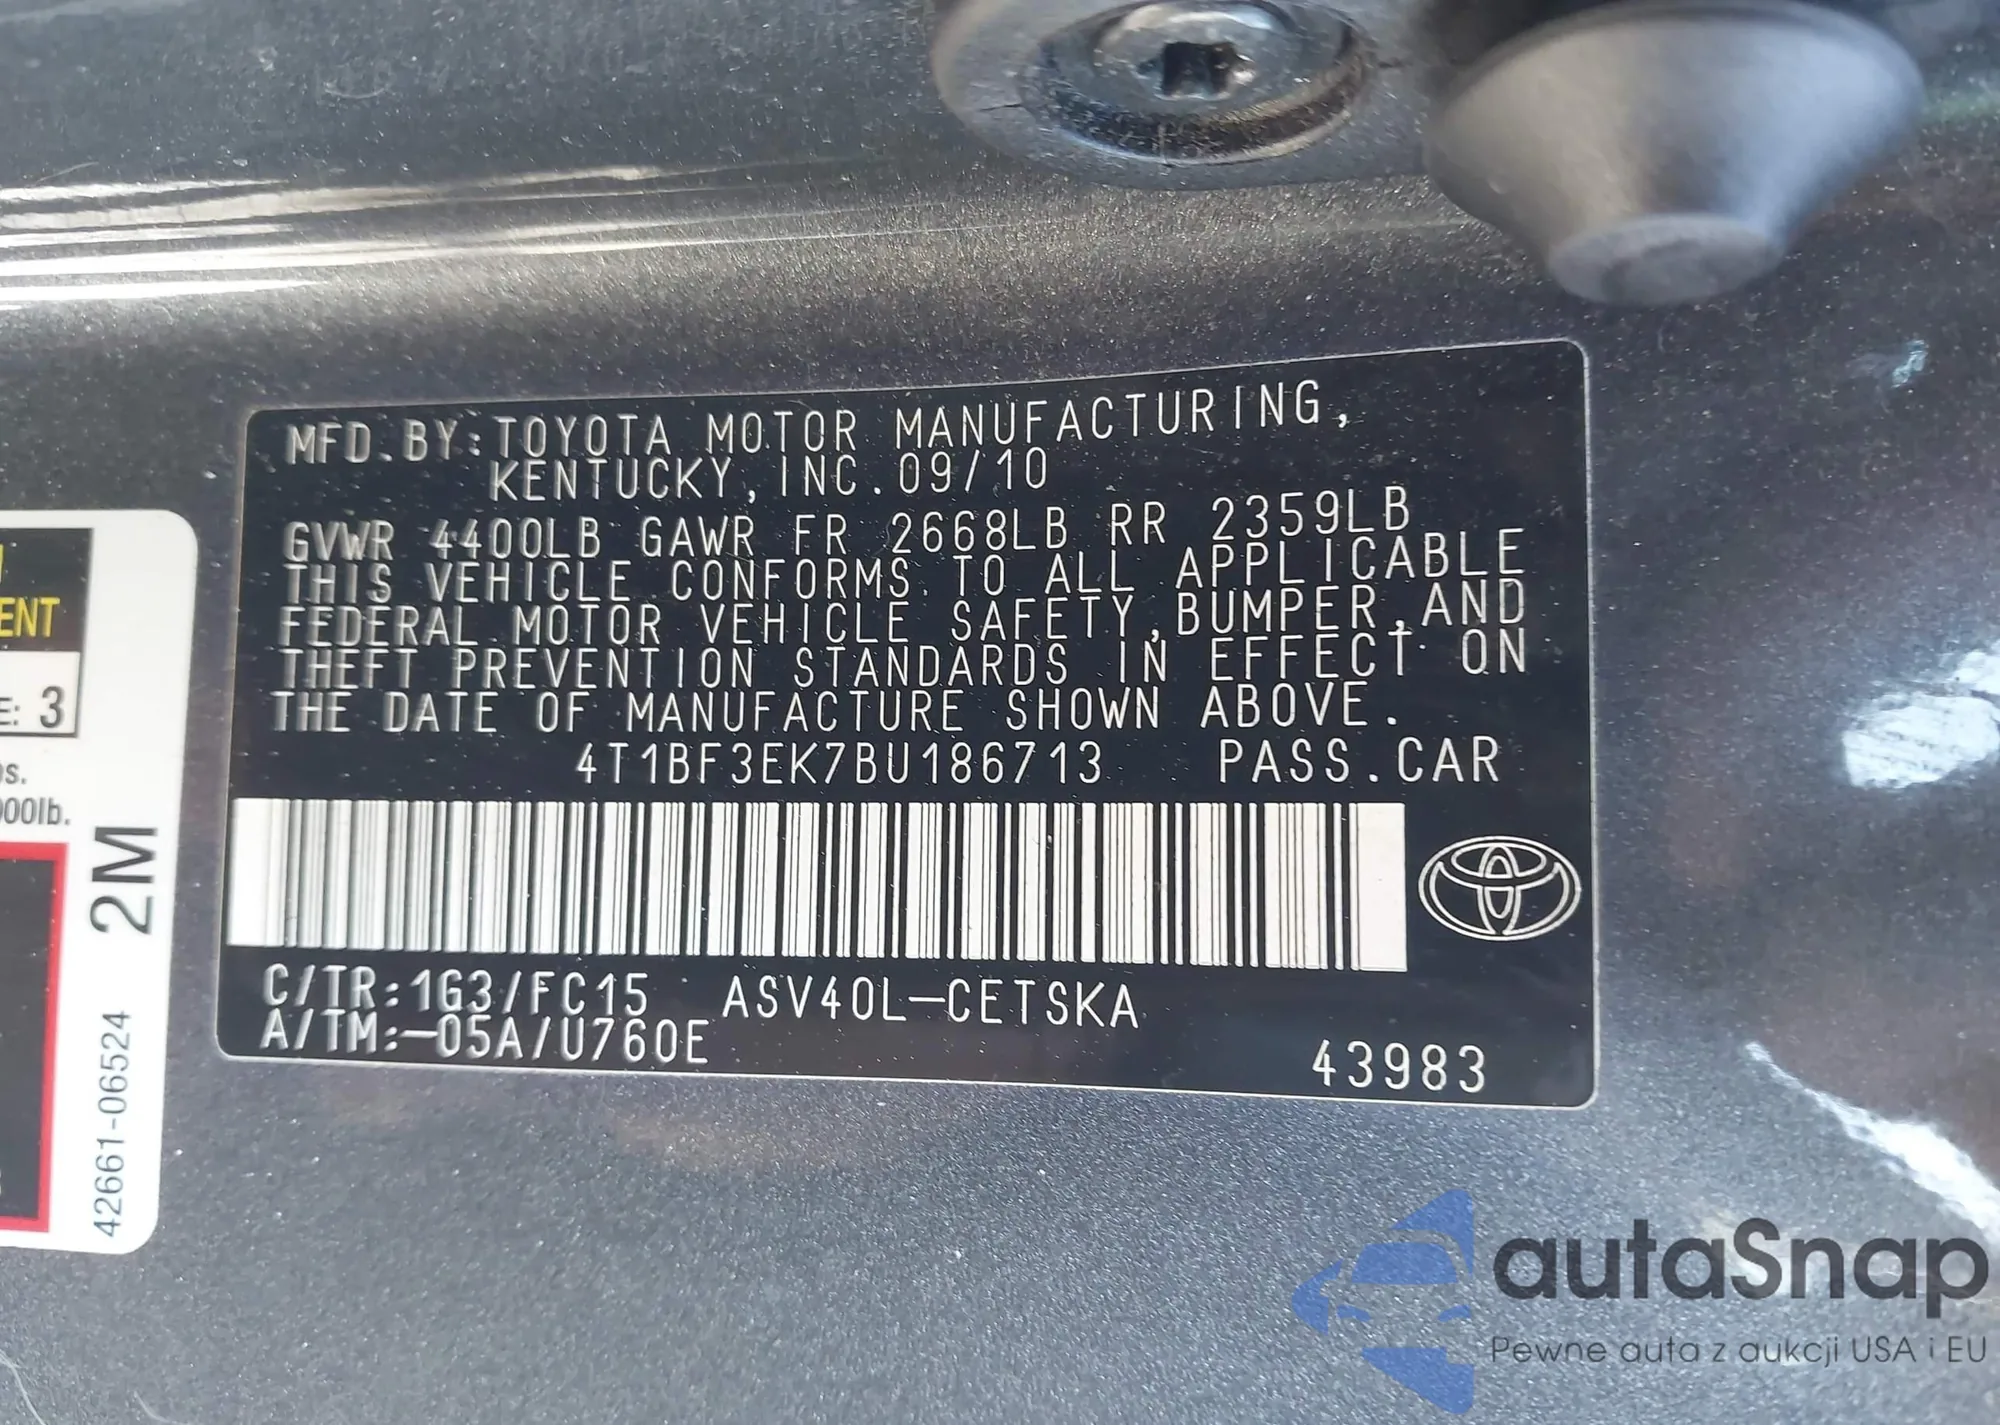 MFD.BY:TOYOTA MOTOR MANUFACTURING,
KENTUCKY,INC.09/10
GVWR 4400LB GAWR FR 2668LB RR 2359LB
THIS VEHICLE CONFORMS TO ALL APPLICABLE
FEDERAL MOTOR VEHICLE SAFETY,BUMPER,AND
THEFT PREVENTION STANDARDS IN EFFECT ON
THE DATE OF MANUFACTURE SHOWN ABOVE.
4T1BF3EK7BU186713 PASS.CAR
C/TR:1G3/FC15 ASV40L-CETSKA
A/TM:-05A/U760E
43983
ENT
E: 3
000lb.
2M
42661-06524
autaSnap
Pewne auta z aukcji USA i EU